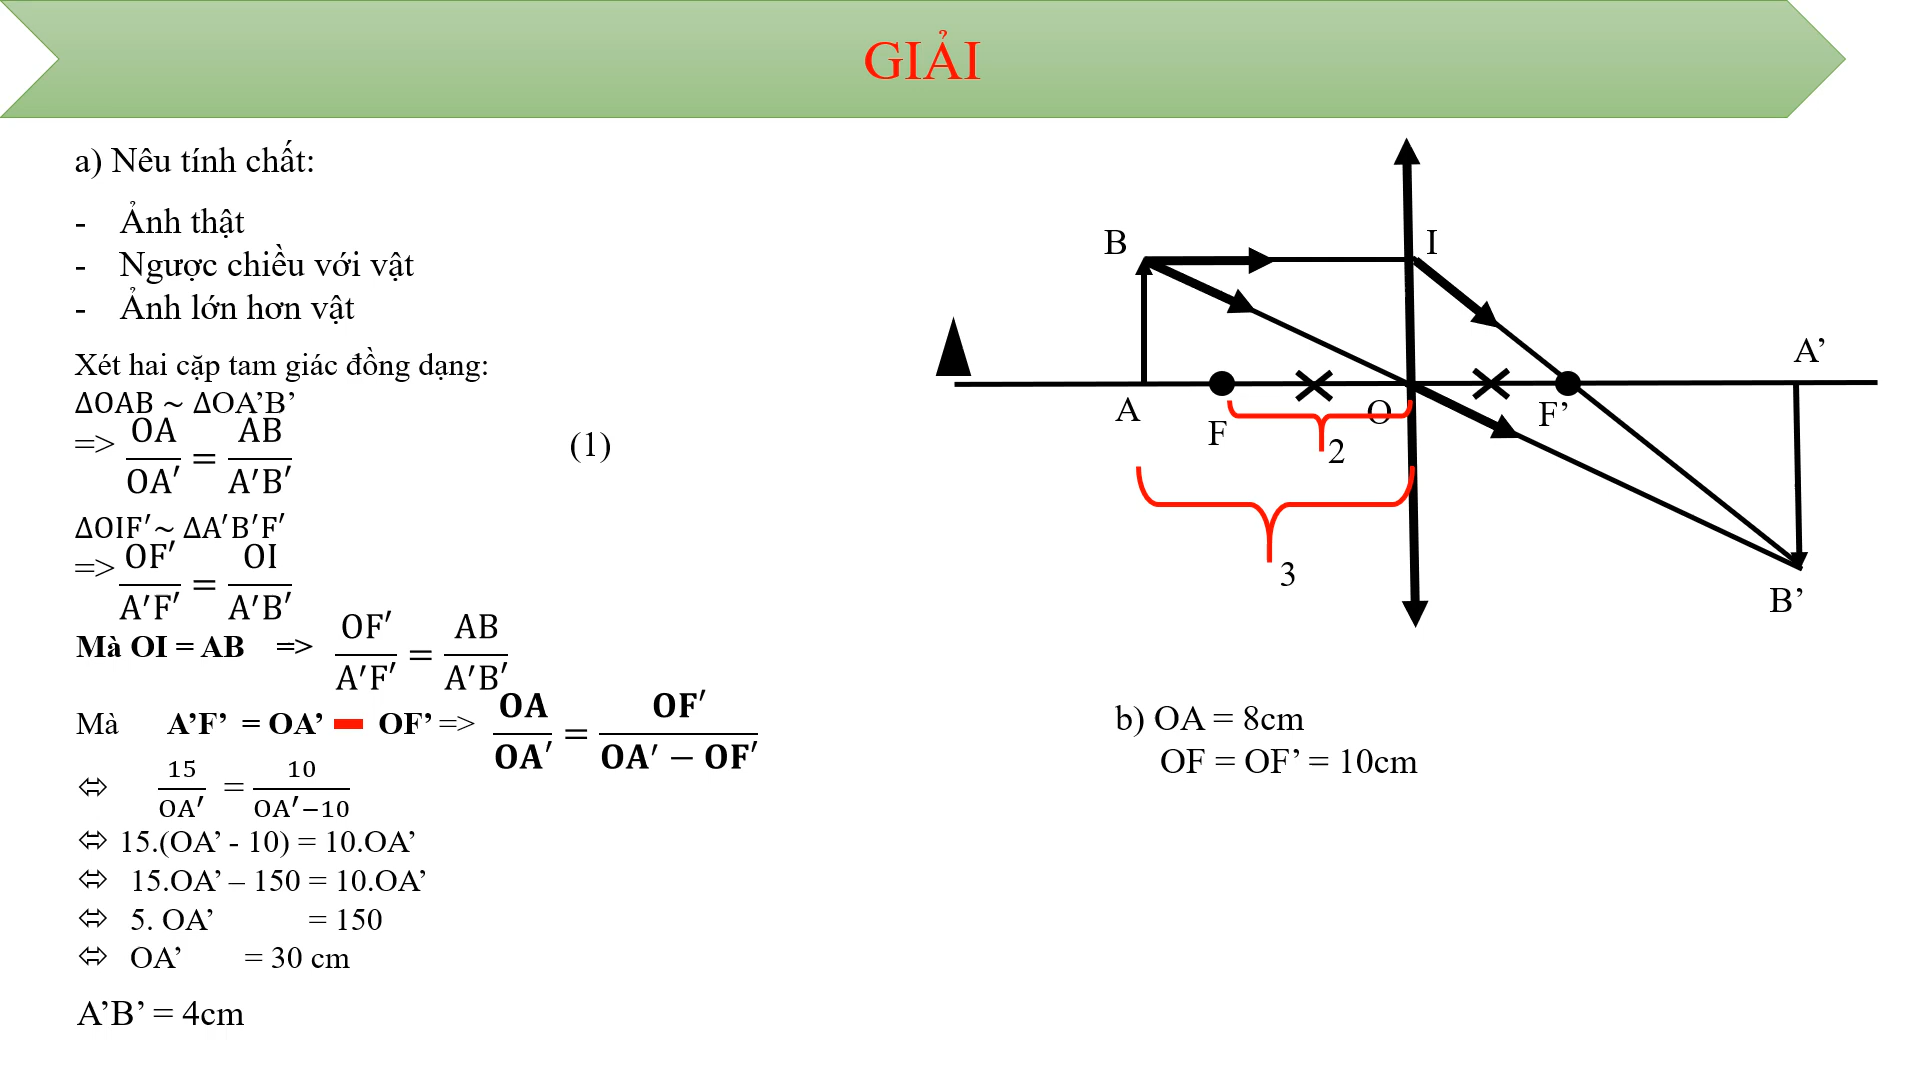 GIẢI
a) Nêu tính chất:
- Ảnh thật
- Ngược chiều với vật
- Ảnh lớn hơn vật
Xét hai cặp tam giác đồng dạng:
ΔOAB ~ ΔOA’B’
=> OA/OA′ = AB/A′B′ (1)
ΔOIF′~ ΔA′B′F′
=> OF′/A′F′ = OI/A′B′
Mà OI = AB => OF′/A′F′ = AB/A′B′
Mà A’F’ = OA’ − OF’ => OA/OA′ = OF′/(OA′ − OF′)
⬄ 15/OA′ = 10/(OA′−10)
⬄ 15.(OA’ - 10) = 10.OA’
⬄ 15.OA’ – 150 = 10.OA’
⬄ 5. OA’ = 150
⬄ OA’ = 30 cm
A’B’ = 4cm
B
I
A’
A
F
O
F’
2
3
B’
b) OA = 8cm
OF = OF’ = 10cm